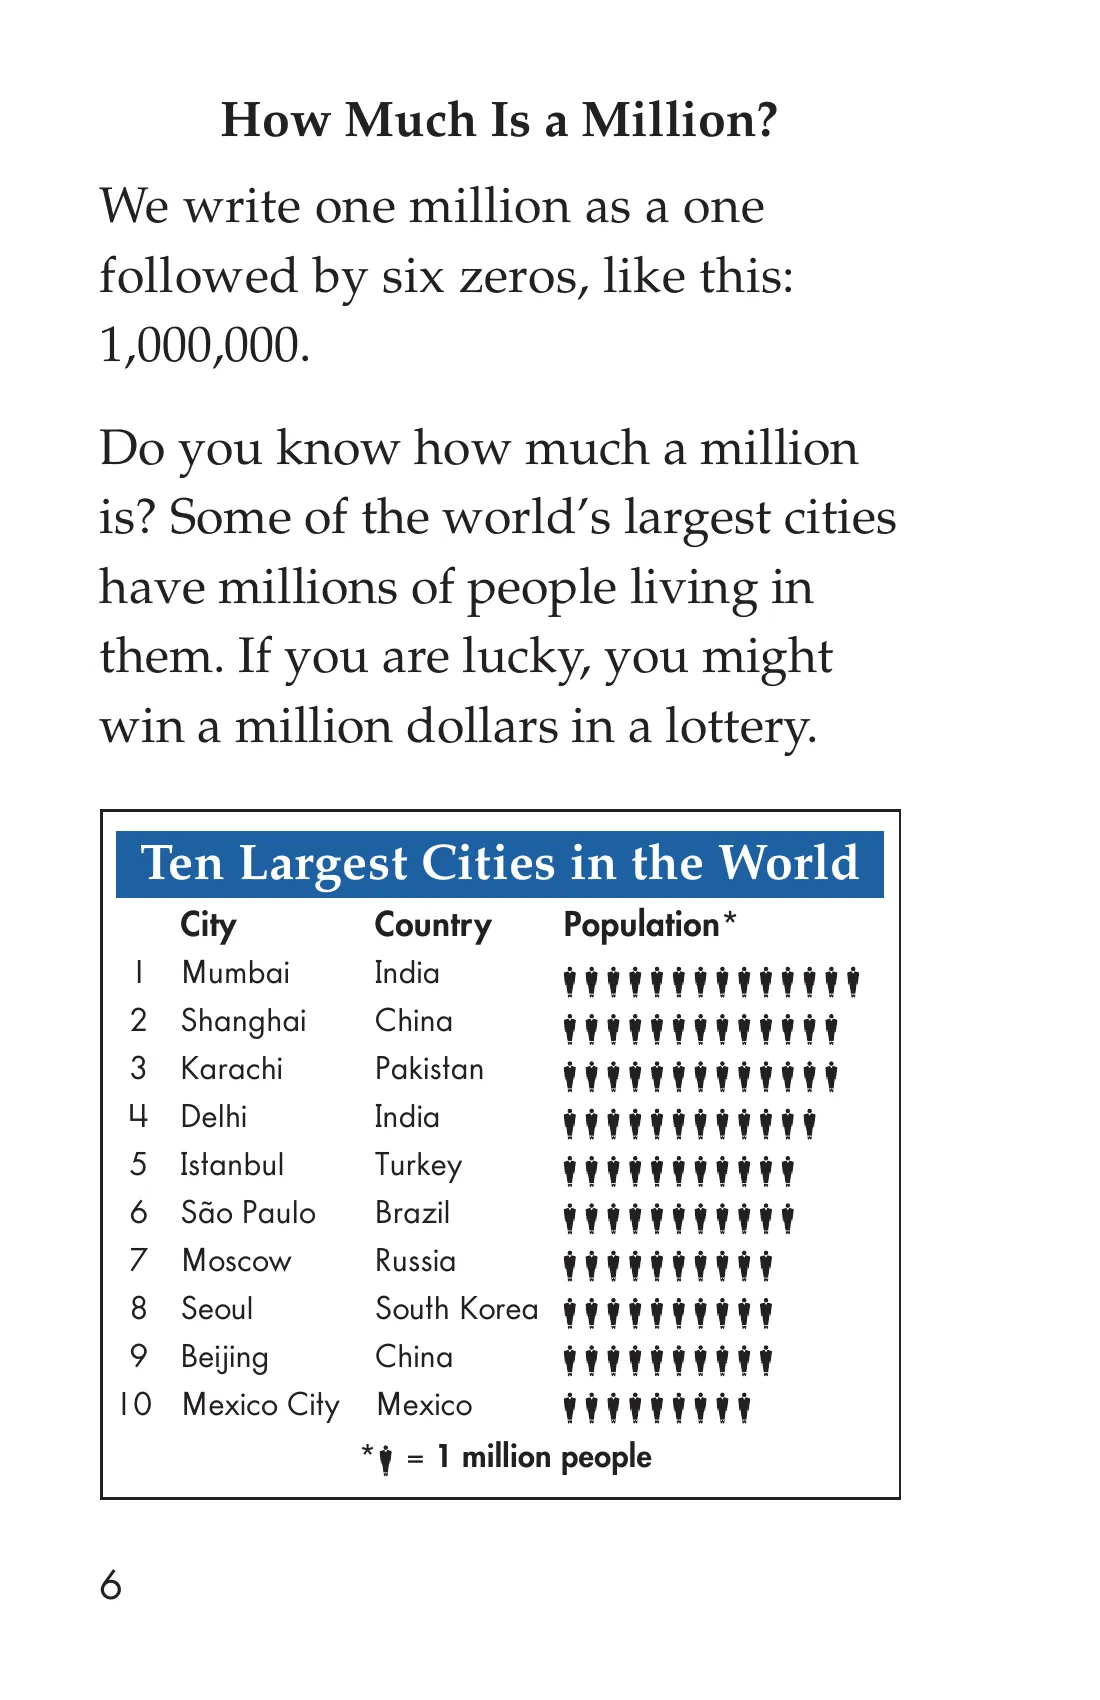 How Much Is a Million?
We write one million as a one
followed by six zeros, like this:
1,000,000.
Do you know how much a million
is? Some of the world’s largest cities
have millions of people living in
them. If you are lucky, you might
win a million dollars in a lottery.
Ten Largest Cities in the World
City Country Population*
1 Mumbai India
2 Shanghai China
3 Karachi Pakistan
4 Delhi India
5 Istanbul Turkey
6 São Paulo Brazil
7 Moscow Russia
8 Seoul South Korea
9 Beijing China
10 Mexico City Mexico
* = 1 million people
6